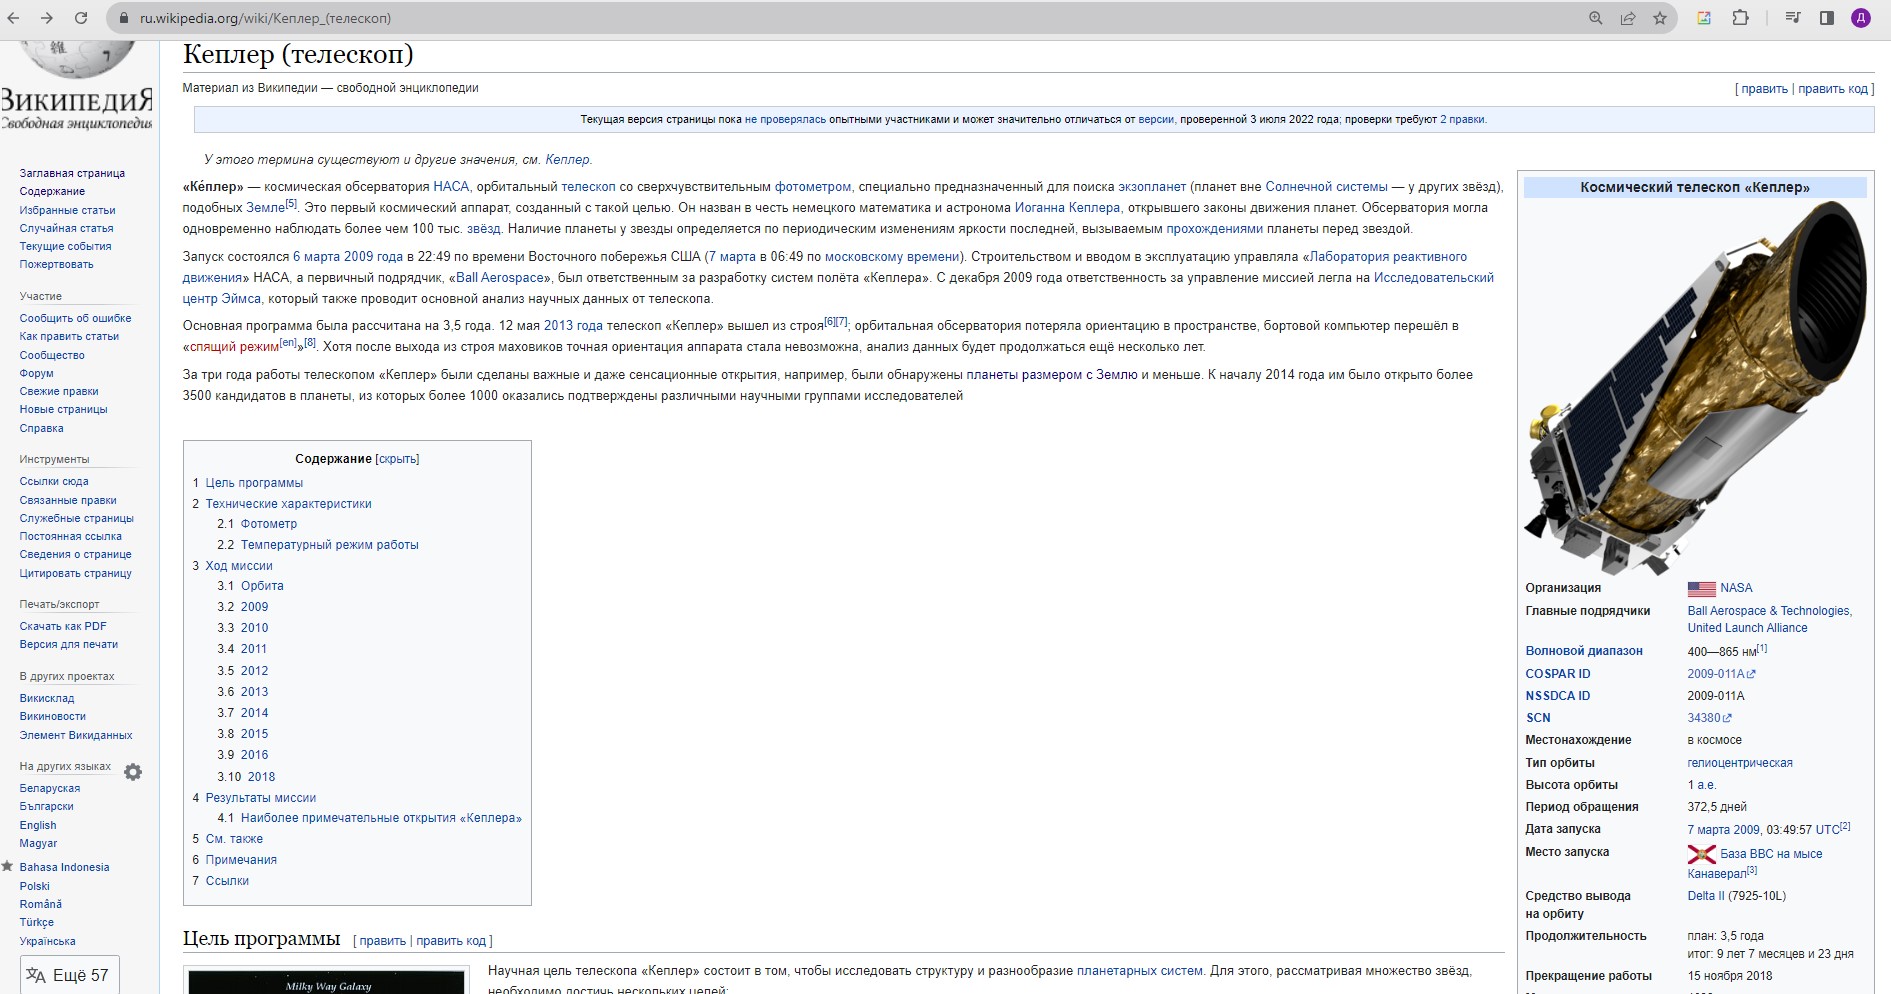 ru.wikipedia.org/wiki/Кеплер_(телескоп)
Д
ВикипедиЯ
Свободная энциклопедия
Заглавная страница
Содержание
Избранные статьи
Случайная статья
Текущие события
Пожертвовать
Участие
Сообщить об ошибке
Как править статьи
Сообщество
Форум
Свежие правки
Новые страницы
Справка
Инструменты
Ссылки сюда
Связанные правки
Служебные страницы
Постоянная ссылка
Сведения о странице
Цитировать страницу
Печать/экспорт
Скачать как PDF
Версия для печати
В других проектах
Викисклад
Викиновости
Элемент Викиданных
На других языках
Беларуская
Български
English
Magyar
Bahasa Indonesia
Polski
Română
Türkçe
Українська
Ещё 57
Кеплер (телескоп)
Материал из Википедии — свободной энциклопедии
[ править | править код ]
Текущая версия страницы пока не проверялась опытными участниками и может значительно отличаться от версии, проверенной 3 июля 2022 года; проверки требуют 2 правки.
У этого термина существуют и другие значения, см. Кеплер.
«Ке́плер» — космическая обсерватория НАСА, орбитальный телескоп со сверхчувствительным фотометром, специально предназначенный для поиска экзопланет (планет вне Солнечной системы — у других звёзд),
подобных Земле[5]. Это первый космический аппарат, созданный с такой целью. Он назван в честь немецкого математика и астронома Иоганна Кеплера, открывшего законы движения планет. Обсерватория могла
одновременно наблюдать более чем 100 тыс. звёзд. Наличие планеты у звезды определяется по периодическим изменениям яркости последней, вызываемым прохождениями планеты перед звездой.
Запуск состоялся 6 марта 2009 года в 22:49 по времени Восточного побережья США (7 марта в 06:49 по московскому времени). Строительством и вводом в эксплуатацию управляла «Лаборатория реактивного
движения» НАСА, а первичный подрядчик, «Ball Aerospace», был ответственным за разработку систем полёта «Кеплера». С декабря 2009 года ответственность за управление миссией легла на Исследовательский
центр Эймса, который также проводит основной анализ научных данных от телескопа.
Основная программа была рассчитана на 3,5 года. 12 мая 2013 года телескоп «Кеплер» вышел из строя[6][7]; орбитальная обсерватория потеряла ориентацию в пространстве, бортовой компьютер перешёл в
«спящий режим[en]»[8]. Хотя после выхода из строя маховиков точная ориентация аппарата стала невозможна, анализ данных будет продолжаться ещё несколько лет.
За три года работы телескопом «Кеплер» были сделаны важные и даже сенсационные открытия, например, были обнаружены планеты размером с Землю и меньше. К началу 2014 года им было открыто более
3500 кандидатов в планеты, из которых более 1000 оказались подтверждены различными научными группами исследователей
Содержание [скрыть]
1 Цель программы
2 Технические характеристики
2.1 Фотометр
2.2 Температурный режим работы
3 Ход миссии
3.1 Орбита
3.2 2009
3.3 2010
3.4 2011
3.5 2012
3.6 2013
3.7 2014
3.8 2015
3.9 2016
3.10 2018
4 Результаты миссии
4.1 Наиболее примечательные открытия «Кеплера»
5 См. также
6 Примечания
7 Ссылки
Цель программы [ править | править код ]
Milky Way Galaxy
Научная цель телескопа «Кеплер» состоит в том, чтобы исследовать структуру и разнообразие планетарных систем. Для этого, рассматривая множество звёзд,
необходимо достичь нескольких целей:
Космический телескоп «Кеплер»
Организация NASA
Главные подрядчики Ball Aerospace & Technologies,
United Launch Alliance
Волновой диапазон 400—865 нм[1]
COSPAR ID 2009-011A
NSSDCA ID 2009-011A
SCN 34380
Местонахождение в космосе
Тип орбиты гелиоцентрическая
Высота орбиты 1 а.е.
Период обращения 372,5 дней
Дата запуска 7 марта 2009, 03:49:57 UTC[2]
Место запуска База ВВС на мысе
Канаверал[3]
Средство вывода Delta II (7925-10L)
на орбиту
Продолжительность план: 3,5 года
итог: 9 лет 7 месяцев и 23 дня
Прекращение работы 15 ноября 2018